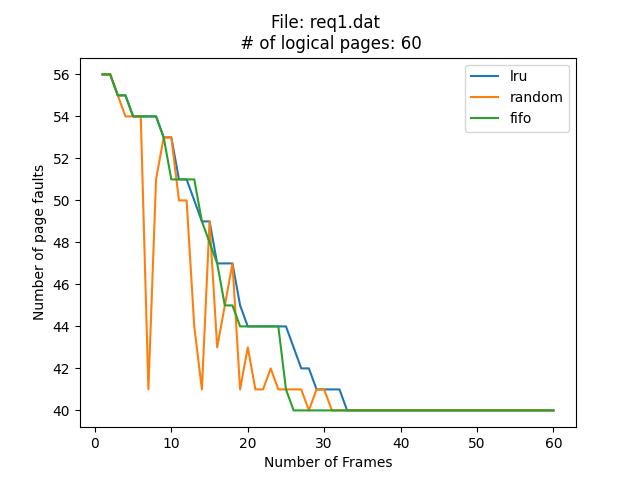 File: req1.dat
# of logical pages: 60
56
54
52
50
48
46
44
42
40
Number of page faults
lru
random
fifo
0 10 20 30 40 50 60
Number of Frames